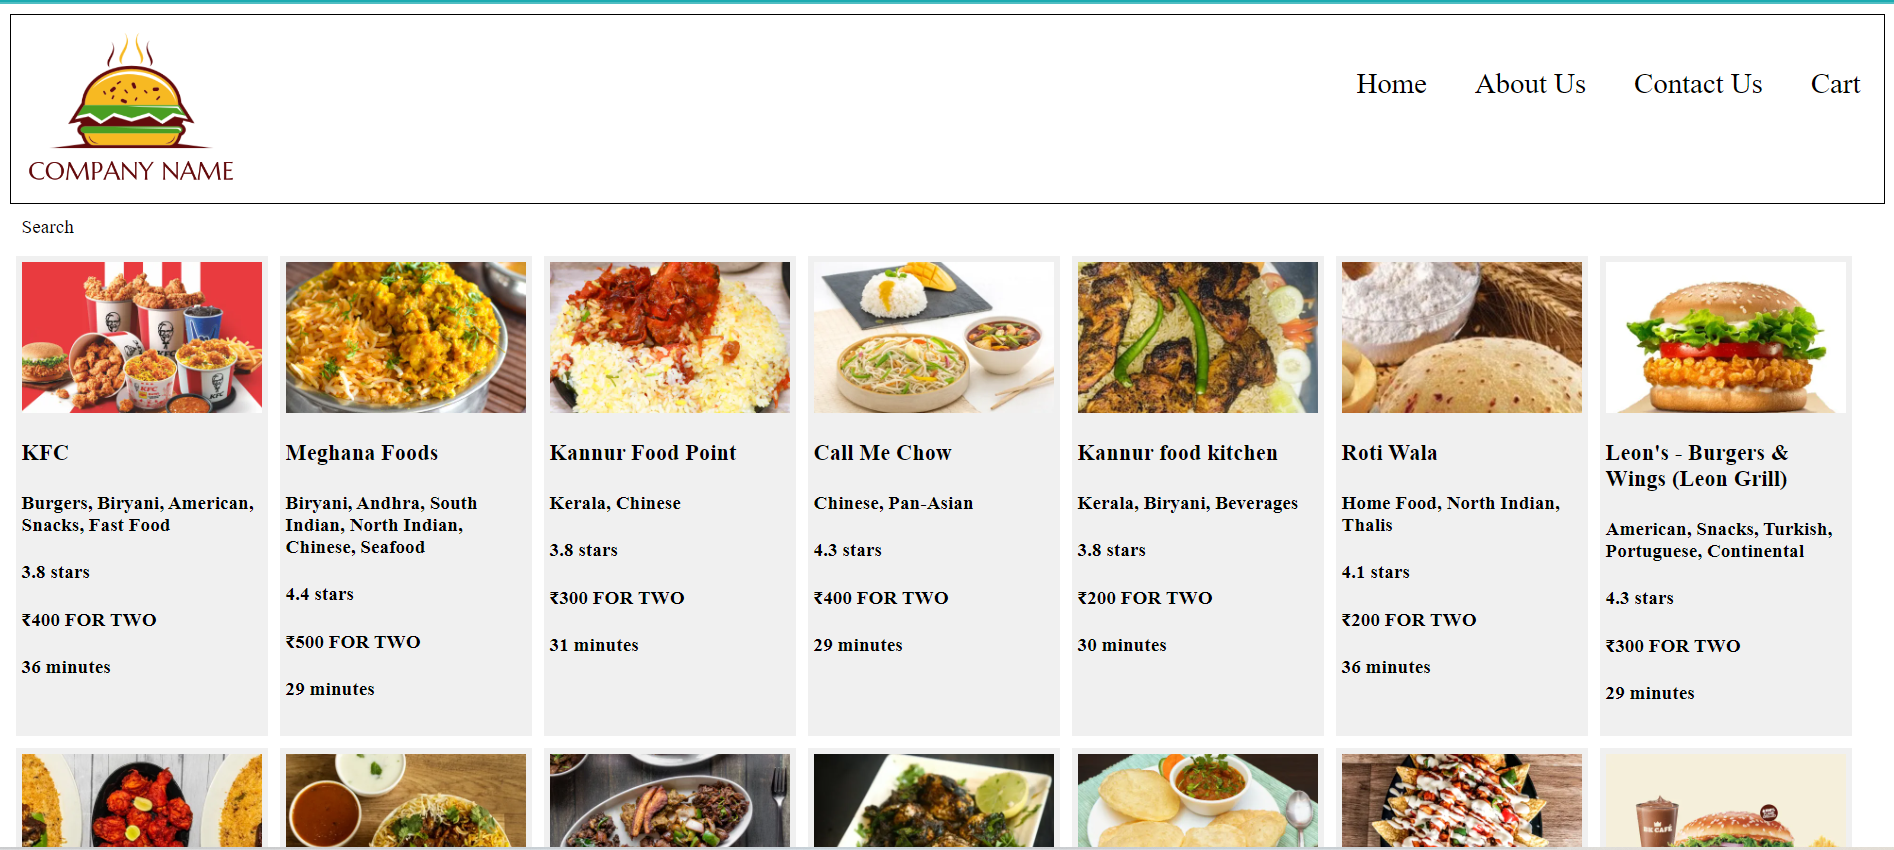 COMPANY NAME
Home
About Us
Contact Us
Cart
Search
KFC
Burgers, Biryani, American,
Snacks, Fast Food
3.8 stars
₹400 FOR TWO
36 minutes
Meghana Foods
Biryani, Andhra, South
Indian, North Indian,
Chinese, Seafood
4.4 stars
₹500 FOR TWO
29 minutes
Kannur Food Point
Kerala, Chinese
3.8 stars
₹300 FOR TWO
31 minutes
Call Me Chow
Chinese, Pan-Asian
4.3 stars
₹400 FOR TWO
29 minutes
Kannur food kitchen
Kerala, Biryani, Beverages
3.8 stars
₹200 FOR TWO
30 minutes
Roti Wala
Home Food, North Indian,
Thalis
4.1 stars
₹200 FOR TWO
36 minutes
Leon's - Burgers &
Wings (Leon Grill)
American, Snacks, Turkish,
Portuguese, Continental
4.3 stars
₹300 FOR TWO
29 minutes